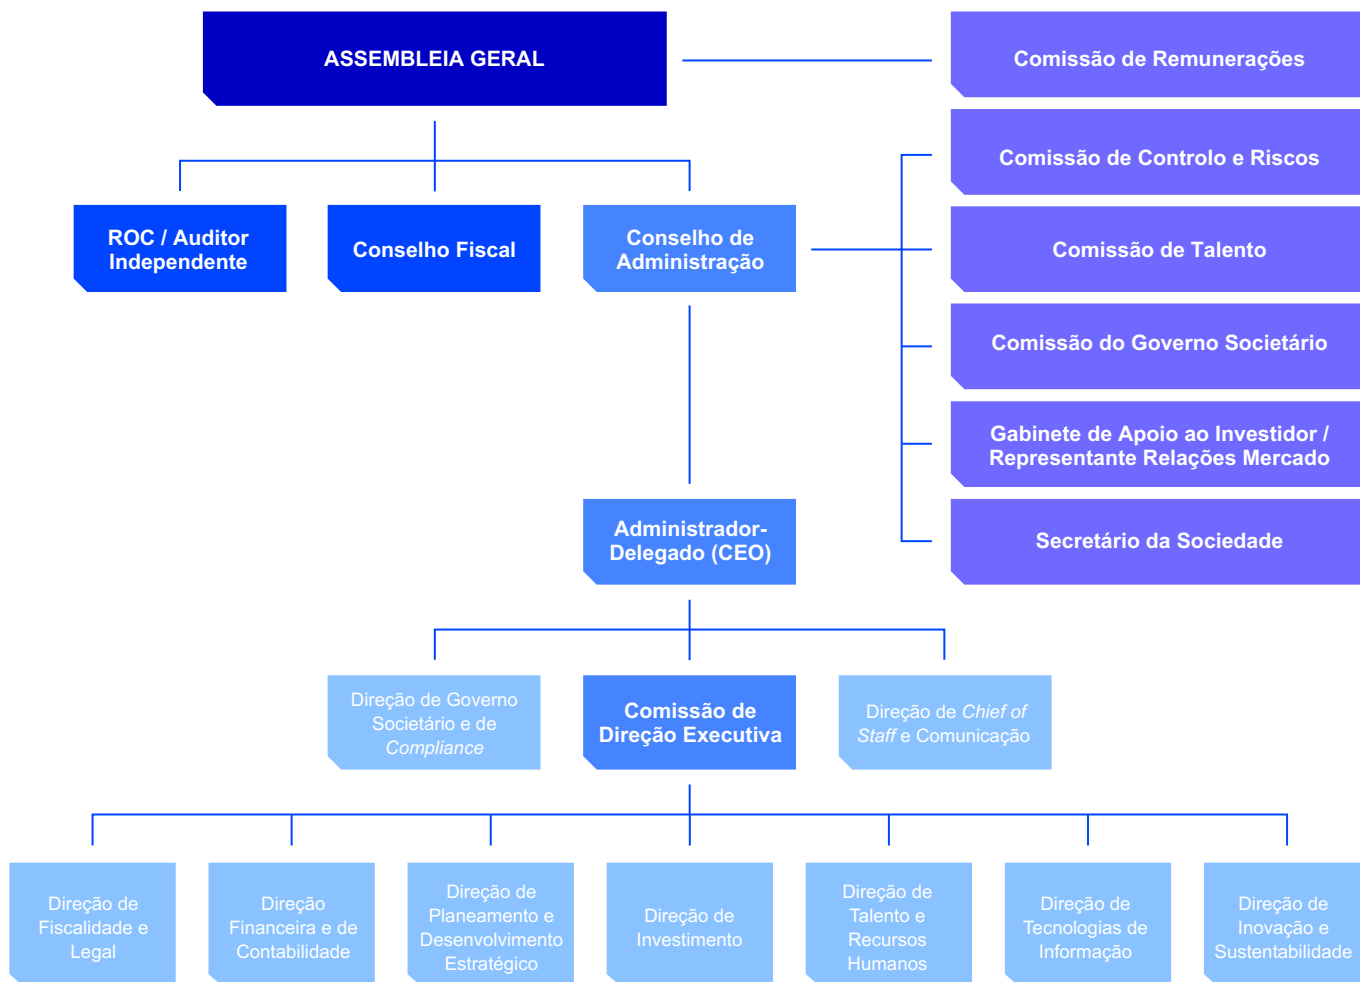 ASSEMBLEIA GERAL
Comissão de Remunerações
Comissão de Controlo e Riscos
ROC / Auditor
Independente
Conselho Fiscal
Conselho de
Administração
Comissão de Talento
Comissão do Governo Societário
Gabinete de Apoio ao Investidor /
Representante Relações Mercado
Administrador-
Delegado (CEO)
Secretário da Sociedade
Direção de Governo
Societário e de
Compliance
Comissão de
Direção Executiva
Direção de Chief of
Staff e Comunicação
Direção de
Fiscalidade e
Legal
Direção
Financeira e de
Contabilidade
Direção de
Planeamento e
Desenvolvimento
Estratégico
Direção de
Investimento
Direção de
Talento e
Recursos
Humanos
Direção de
Tecnologias de
Informação
Direção de
Inovação e
Sustentabilidade